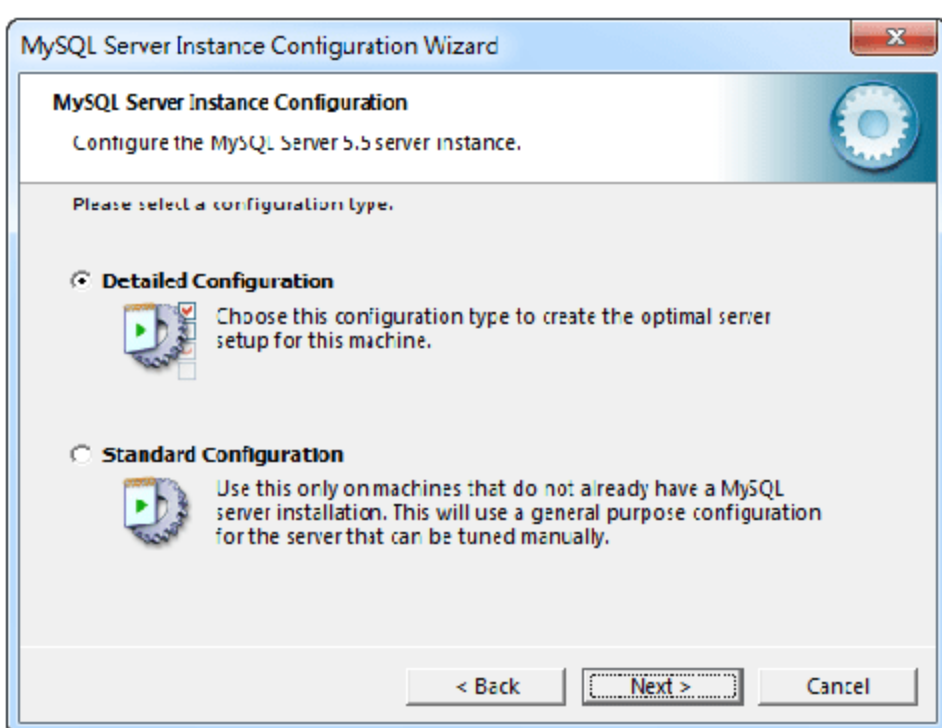 MySQL Server Instance Configuration Wizard
MySQL Server Instance Configuration
Configure the MySQL Server 5.5 server instance.
Please select a configuration type.
Detailed Configuration
Choose this configuration type to create the optimal server
setup for this machine.
Standard Configuration
Use this only on machines that do not already have a MySQL
server installation. This will use a general purpose configuration
for the server that can be tuned manually.
< Back
Next >
Cancel